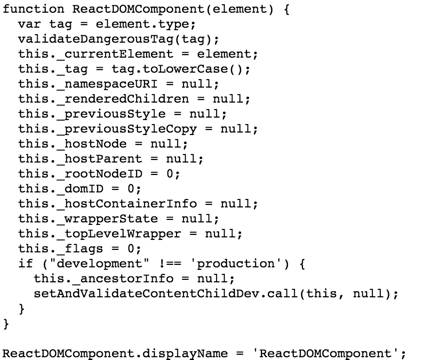 function ReactDOMComponent(element) {
  var tag = element.type;
  validateDangerousTag(tag);
  this._currentElement = element;
  this._tag = tag.toLowerCase();
  this._namespaceURI = null;
  this._renderedChildren = null;
  this._previousStyle = null;
  this._previousStyleCopy = null;
  this._hostNode = null;
  this._hostParent = null;
  this._rootNodeID = 0;
  this._domID = 0;
  this._hostContainerInfo = null;
  this._wrapperState = null;
  this._topLevelWrapper = null;
  this._flags = 0;
  if ("development" !== 'production') {
    this._ancestorInfo = null;
    setAndValidateContentChildDev.call(this, null);
  }
}
ReactDOMComponent.displayName = 'ReactDOMComponent';